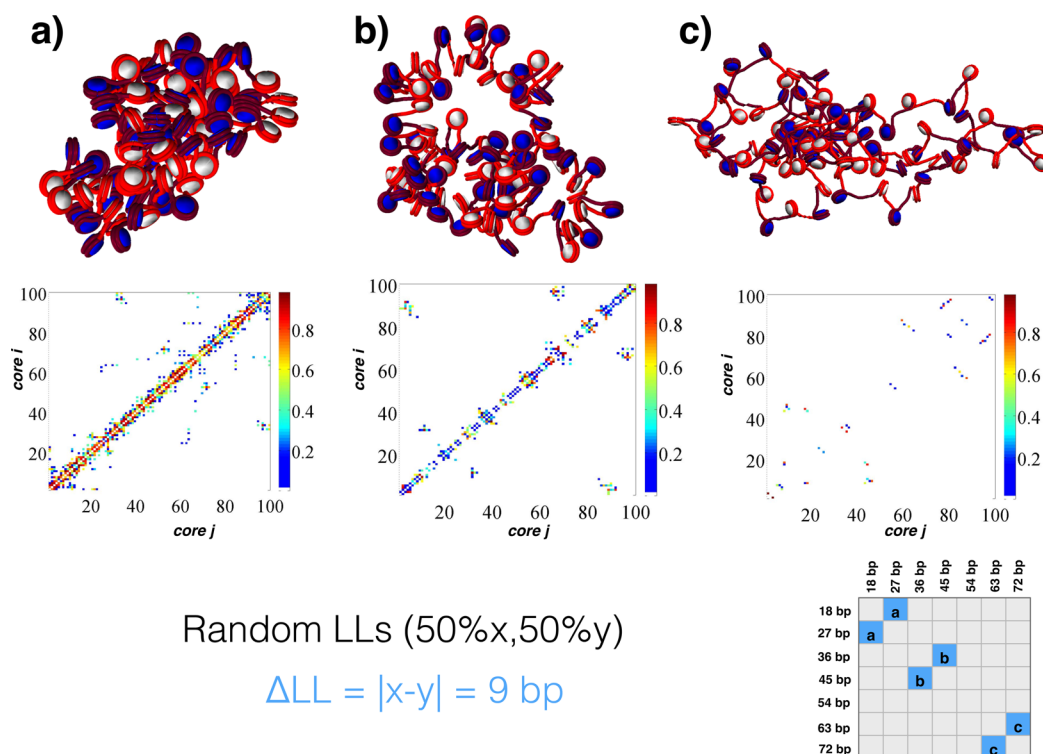 a)
b)
c)
100
80
60
40
20
core i
0.8
0.6
0.4
0.2
20 40 60 80 100
core j
100
80
60
40
20
core i
0.8
0.6
0.4
0.2
20 40 60 80 100
core j
100
80
60
40
20
core i
0.8
0.6
0.4
0.2
20 40 60 80 100
core j
Random LLs (50%x,50%y)
ΔLL = |x-y| = 9 bp
18 bp 27 bp 36 bp 45 bp 54 bp 63 bp 72 bp
18 bp a
27 bp a
36 bp b
45 bp b
54 bp
63 bp c
72 bp c